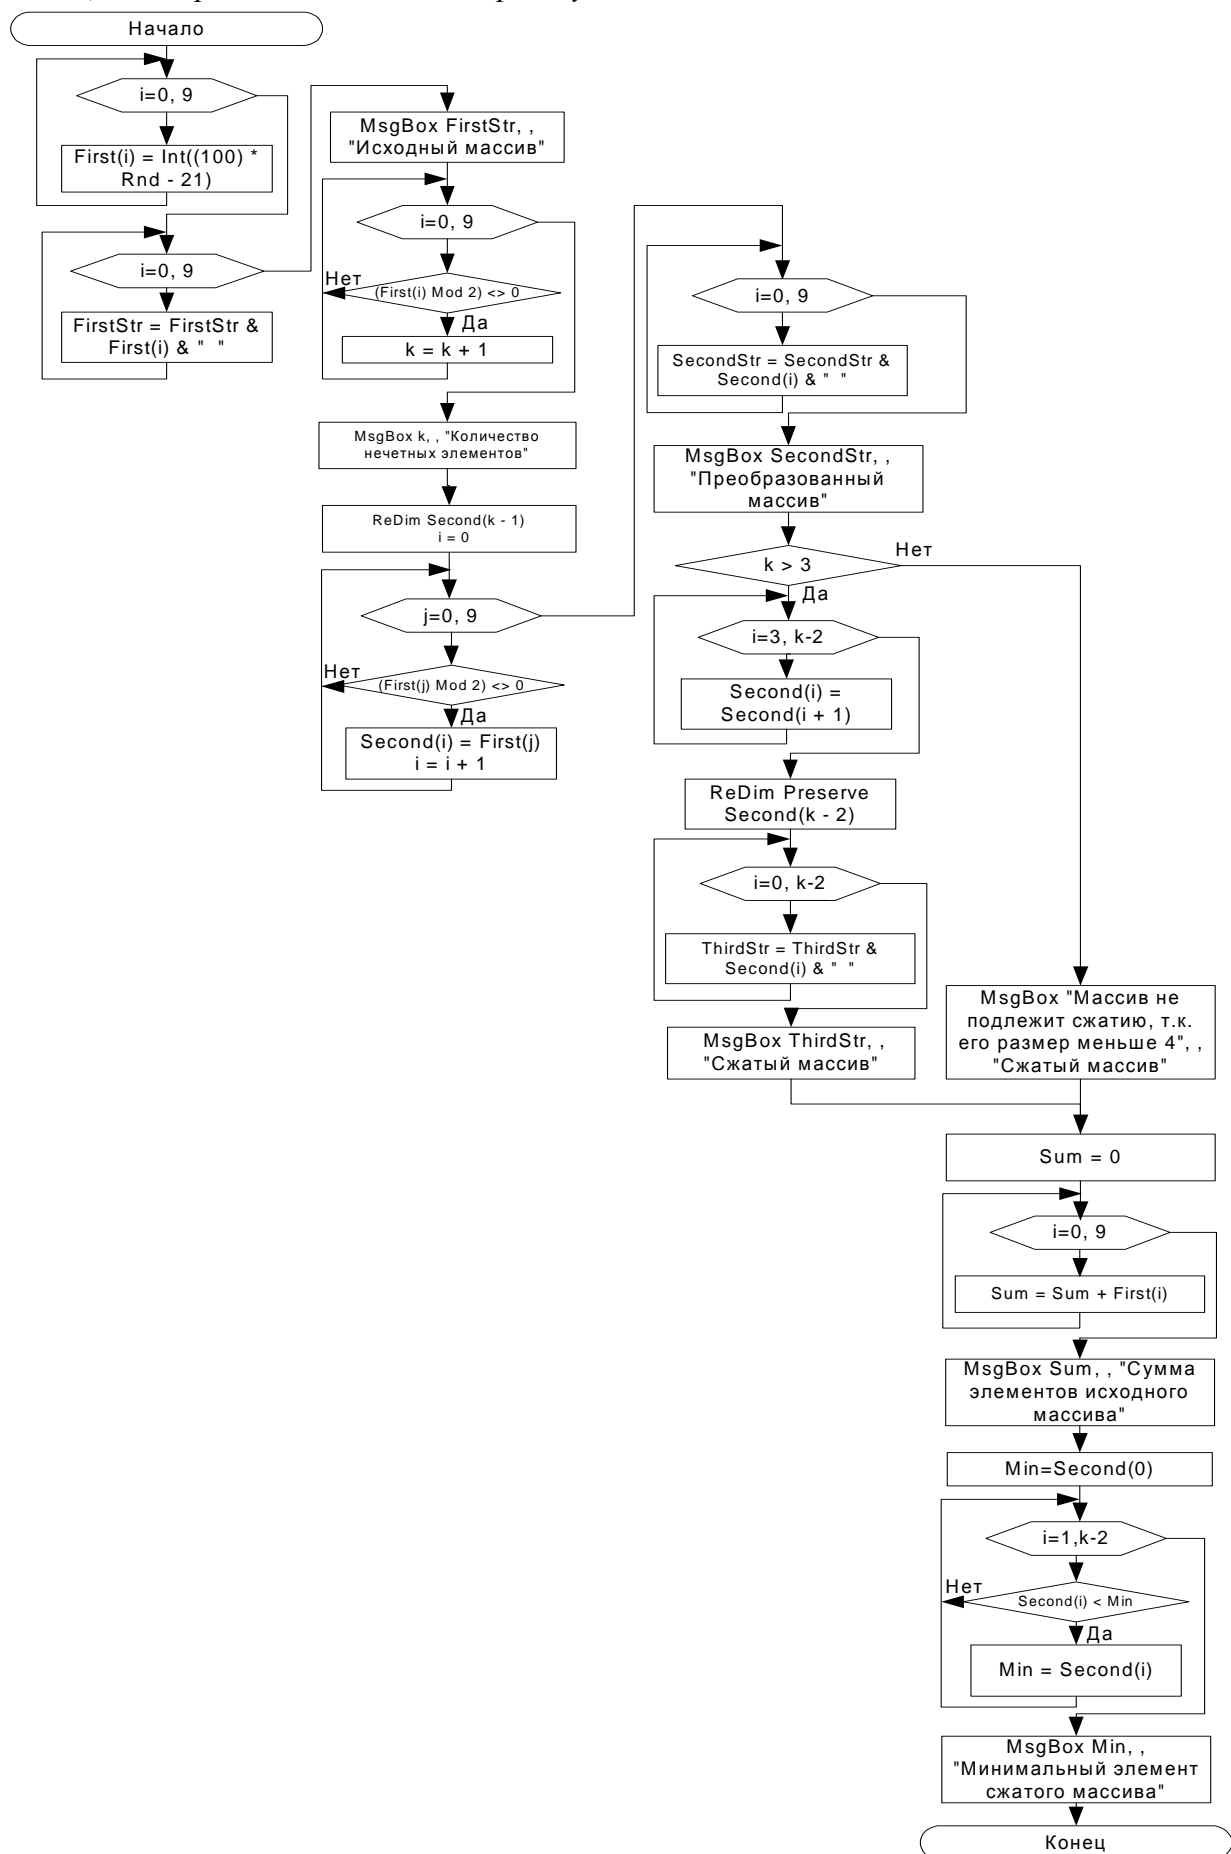 Начало
i=0, 9
First(i) = Int((100) *
Rnd - 21)
i=0, 9
FirstStr = FirstStr &
First(i) & "  "
MsgBox FirstStr, ,
"Исходный массив"
i=0, 9
Нет
(First(i) Mod 2) <> 0
Да
k = k + 1
MsgBox k, , "Количество
нечетных элементов"
ReDim Second(k - 1)
i = 0
j=0, 9
Нет
(First(j) Mod 2) <> 0
Да
Second(i) = First(j)
i = i + 1
i=0, 9
SecondStr = SecondStr &
Second(i) & "  "
MsgBox SecondStr, ,
"Преобразованный
массив"
k > 3
Нет
Да
i=3, k-2
Second(i) =
Second(i + 1)
ReDim Preserve
Second(k - 2)
i=0, k-2
ThirdStr = ThirdStr &
Second(i) & "  "
MsgBox ThirdStr, ,
"Сжатый массив"
MsgBox "Массив не
подлежит сжатию, т.к.
его размер меньше 4", ,
"Сжатый массив"
Sum = 0
i=0, 9
Sum = Sum + First(i)
MsgBox Sum, , "Сумма
элементов исходного
массива"
Min=Second(0)
i=1,k-2
Нет
Second(i) < Min
Да
Min = Second(i)
MsgBox Min, ,
"Минимальный элемент
сжатого массива"
Конец